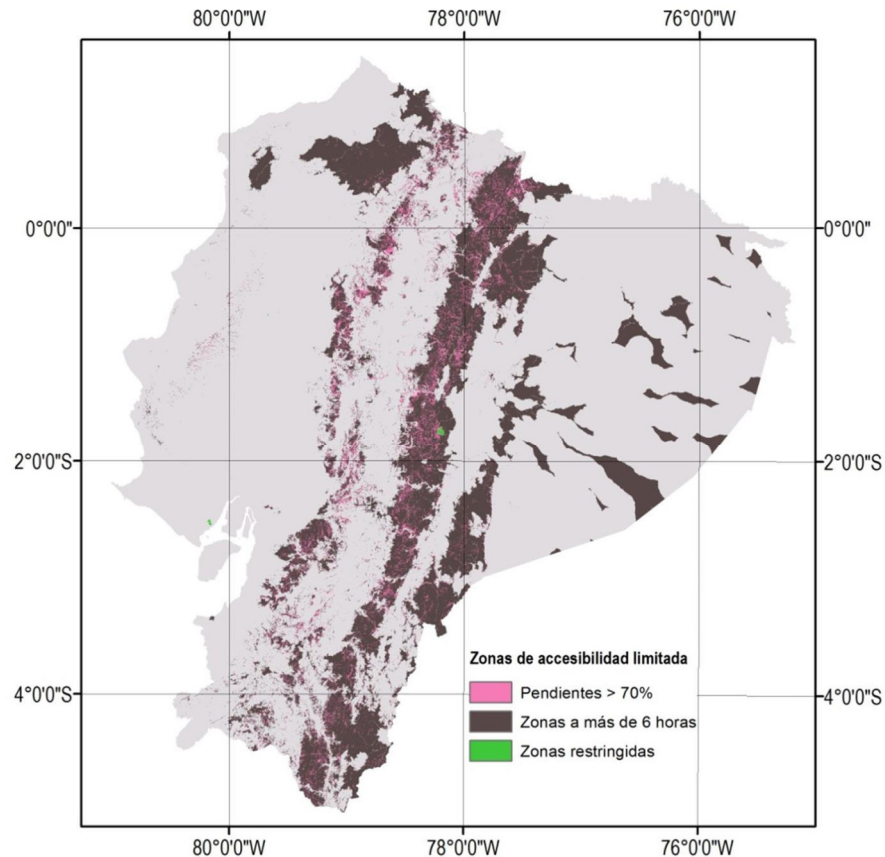 80°0'0"W 78°0'0"W 76°0'0"W
0°0'0" 0°0'0"
2°0'0"S 2°0'0"S
Zonas de accesibilidad limitada
Pendientes > 70%
4°0'0"S 4°0'0"S
Zonas a más de 6 horas
Zonas restringidas
80°0'0"W 78°0'0"W 76°0'0"W